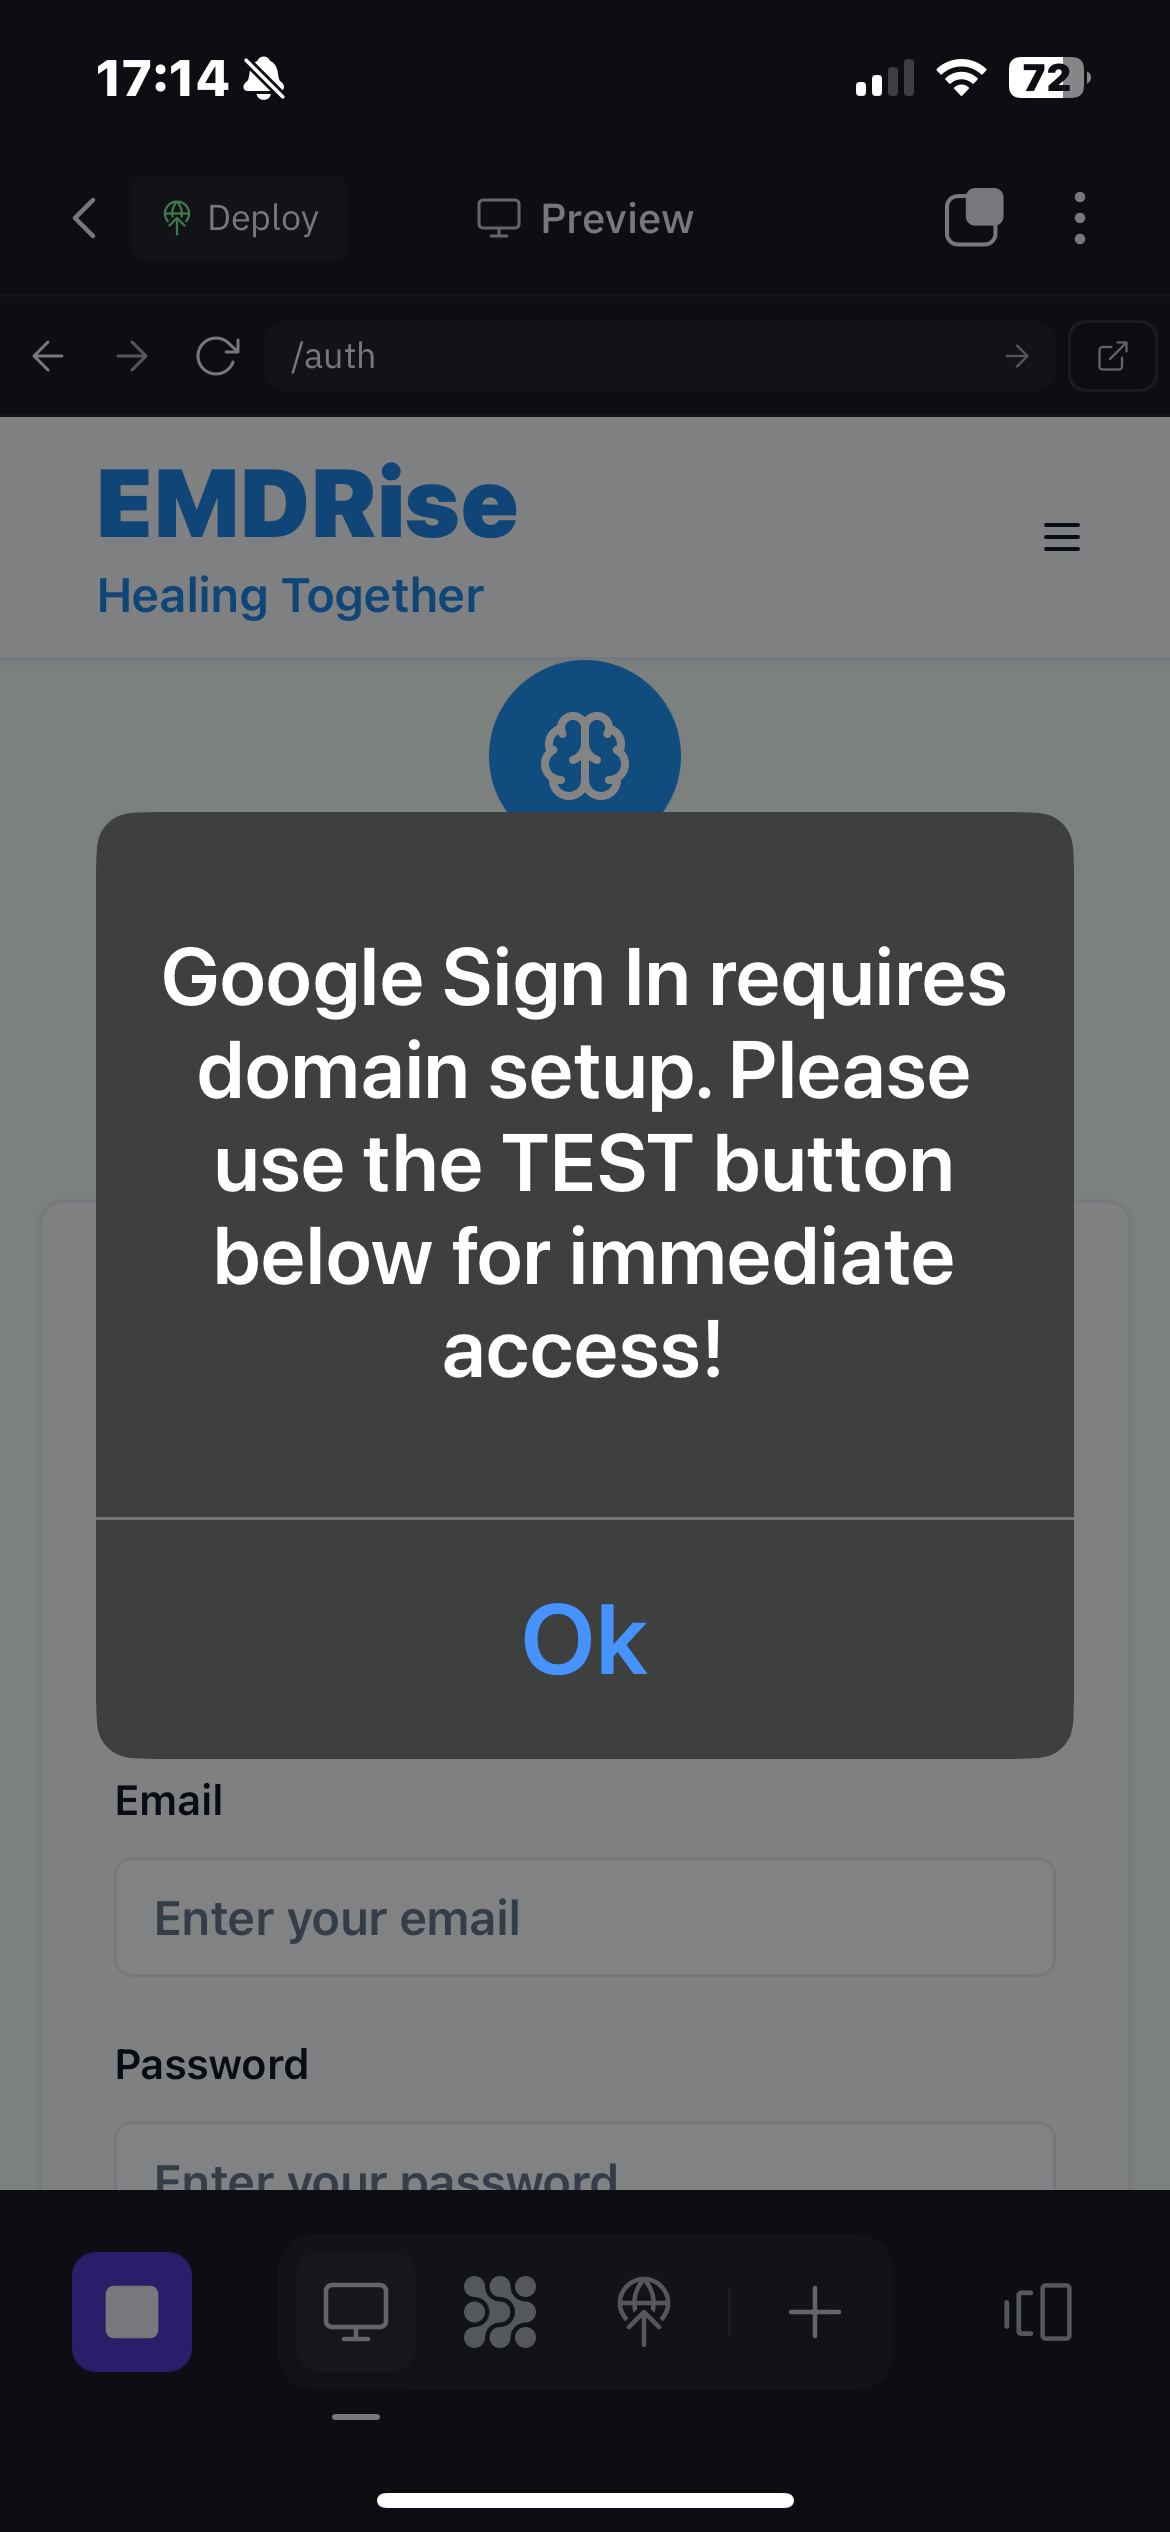 17:14
72
Deploy
Preview
/auth
EMDRise
Healing Together
Google Sign In requires
domain setup. Please
use the TEST button
below for immediate
access!
Ok
Email
Enter your email
Password
Enter your password